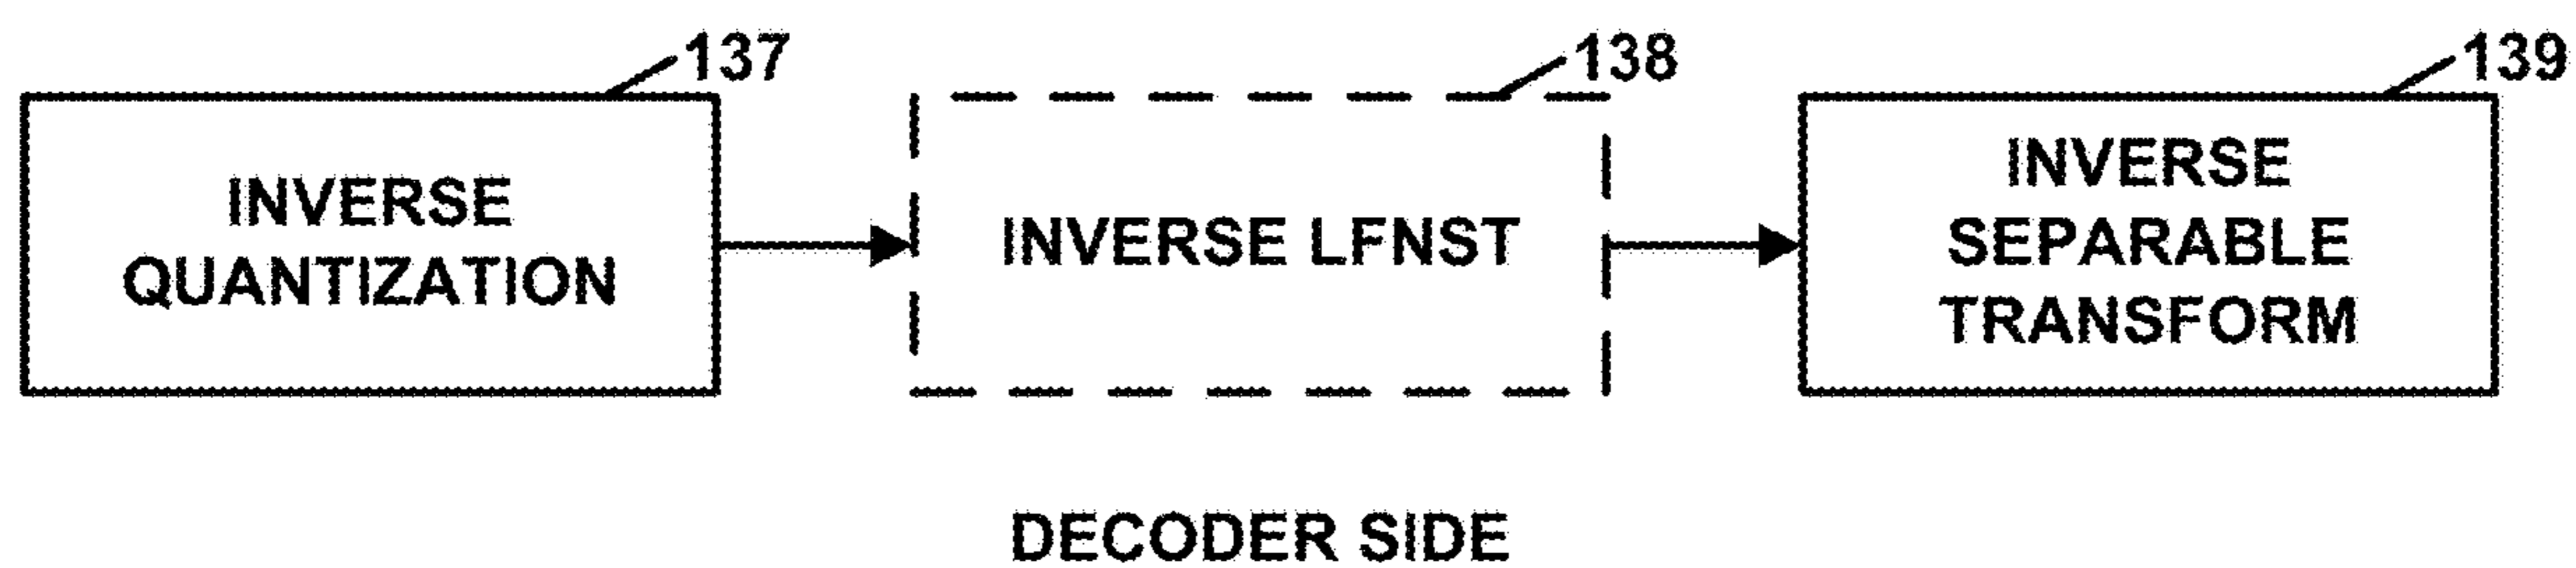 137
138
139
INVERSE
QUANTIZATION
INVERSE LFNST
INVERSE
SEPARABLE
TRANSFORM
DECODER SIDE